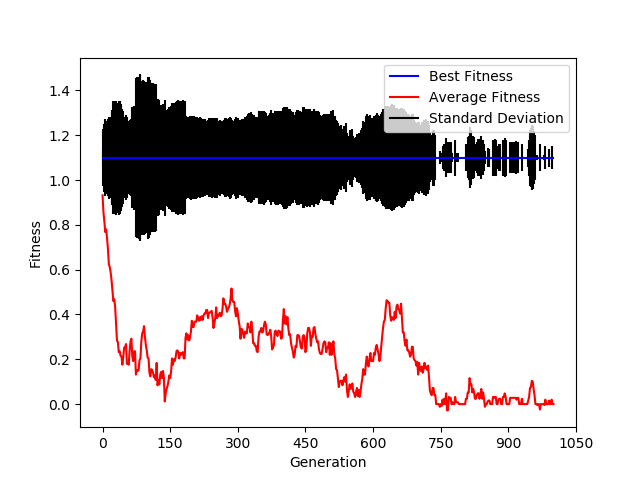 Best Fitness
Average Fitness
Standard Deviation
1.4
1.2
1.0
0.8
0.6
0.4
0.2
0.0
Fitness
0 150 300 450 600 750 900 1050
Generation